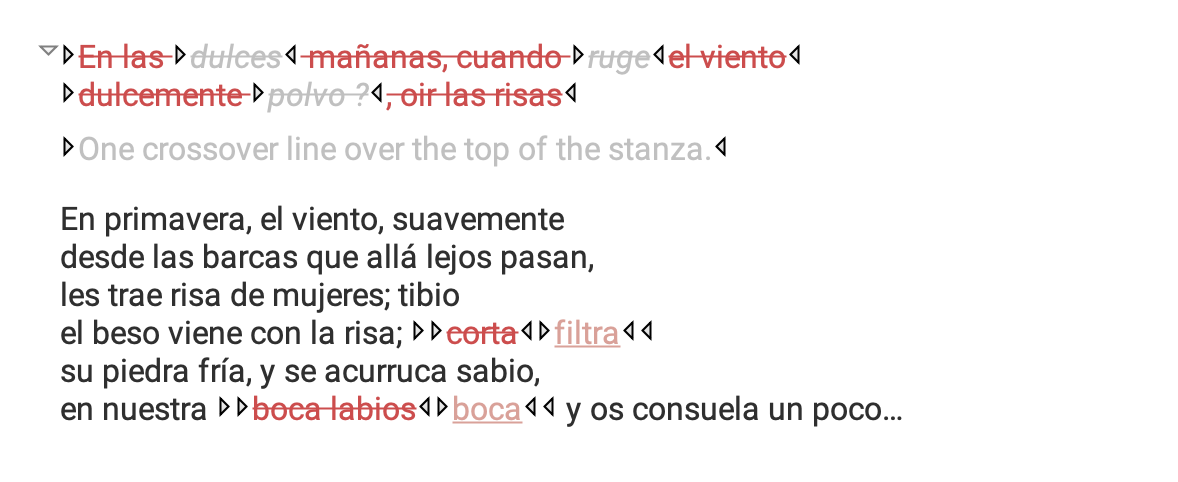 En las dulces mañanas, cuando ruge el viento
dulcemente polvo ?, oir las risas
One crossover line over the top of the stanza.
En primavera, el viento, suavemente
desde las barcas que allá lejos pasan,
les trae risa de mujeres; tibio
el beso viene con la risa; corta filtra
su piedra fría, y se acurruca sabio,
en nuestra boca labios boca y os consuela un poco…